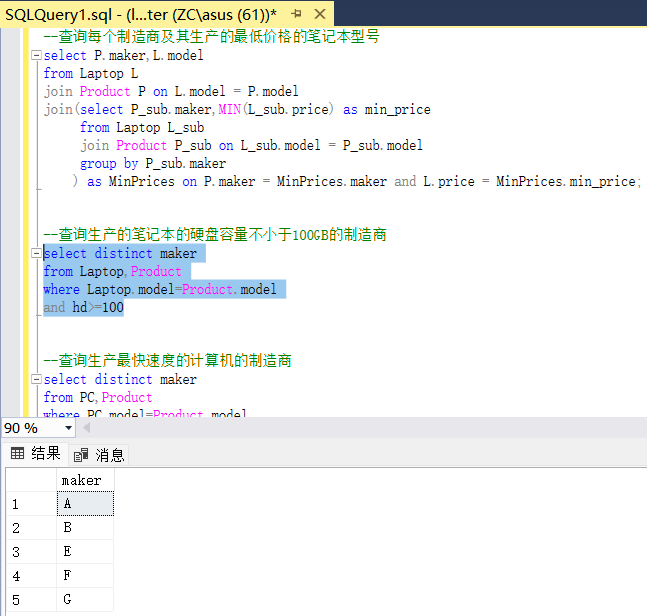 SQLQuery1.sql - (l...ter (ZC\asus (61))*
--查询每个制造商及其生产的最低价格的笔记本型号
select P.maker,L.model
from Laptop L
join Product P on L.model = P.model
join(select P_sub.maker,MIN(L_sub.price) as min_price
from Laptop L_sub
join Product P_sub on L_sub.model = P_sub.model
group by P_sub.maker
) as MinPrices on P.maker = MinPrices.maker and L.price = MinPrices.min_price;
--查询生产的笔记本的硬盘容量不小于100GB的制造商
select distinct maker
from Laptop,Product
where Laptop.model=Product.model
and hd>=100
--查询生产最快速度的计算机的制造商
select distinct maker
from PC,Product
where PC.model=Product.model
90 %
结果 消息
maker
1 A
2 B
3 E
4 F
5 G